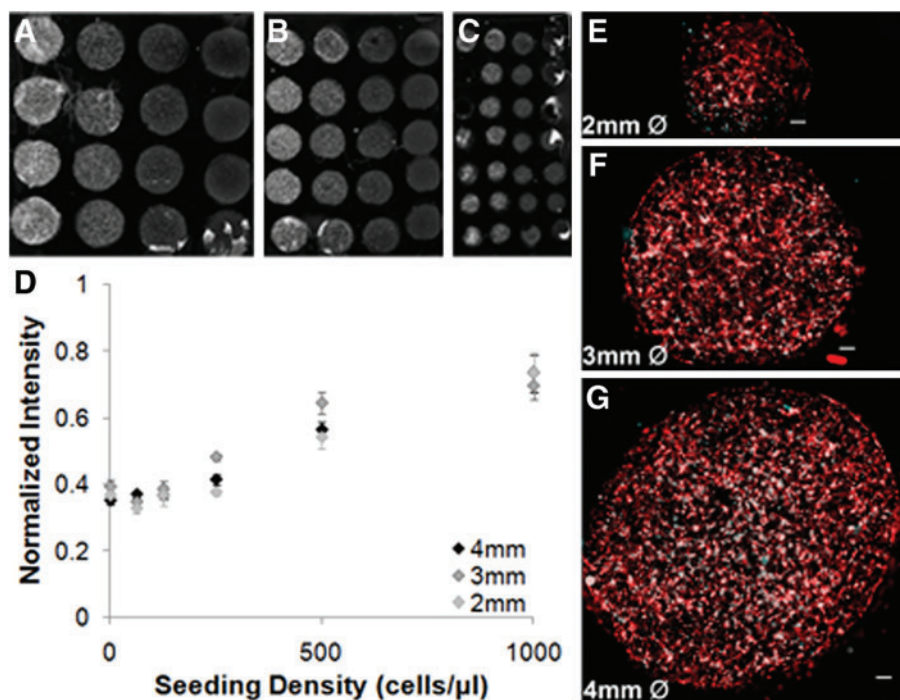 A
B
C
D
1
0.8
0.6
0.4
0.2
0
Normalized Intensity
4mm
3mm
2mm
0
500
1000
Seeding Density (cells/µl)
E
2mm Ø
F
3mm Ø
G
4mm Ø